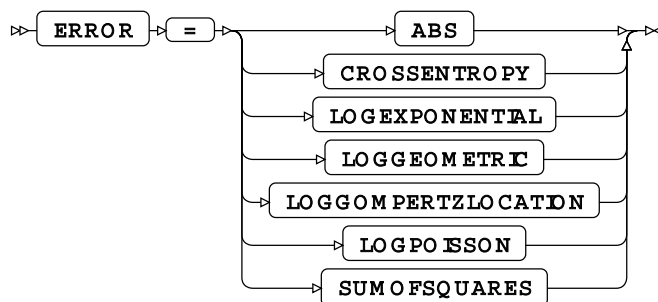 ERROR = ABS
CROSSENTROPY
LOGEXPONENTIAL
LOGGEOMETRIC
LOGGOMPERTZLOCATION
LOGPOISSON
SUMOFSQUARES